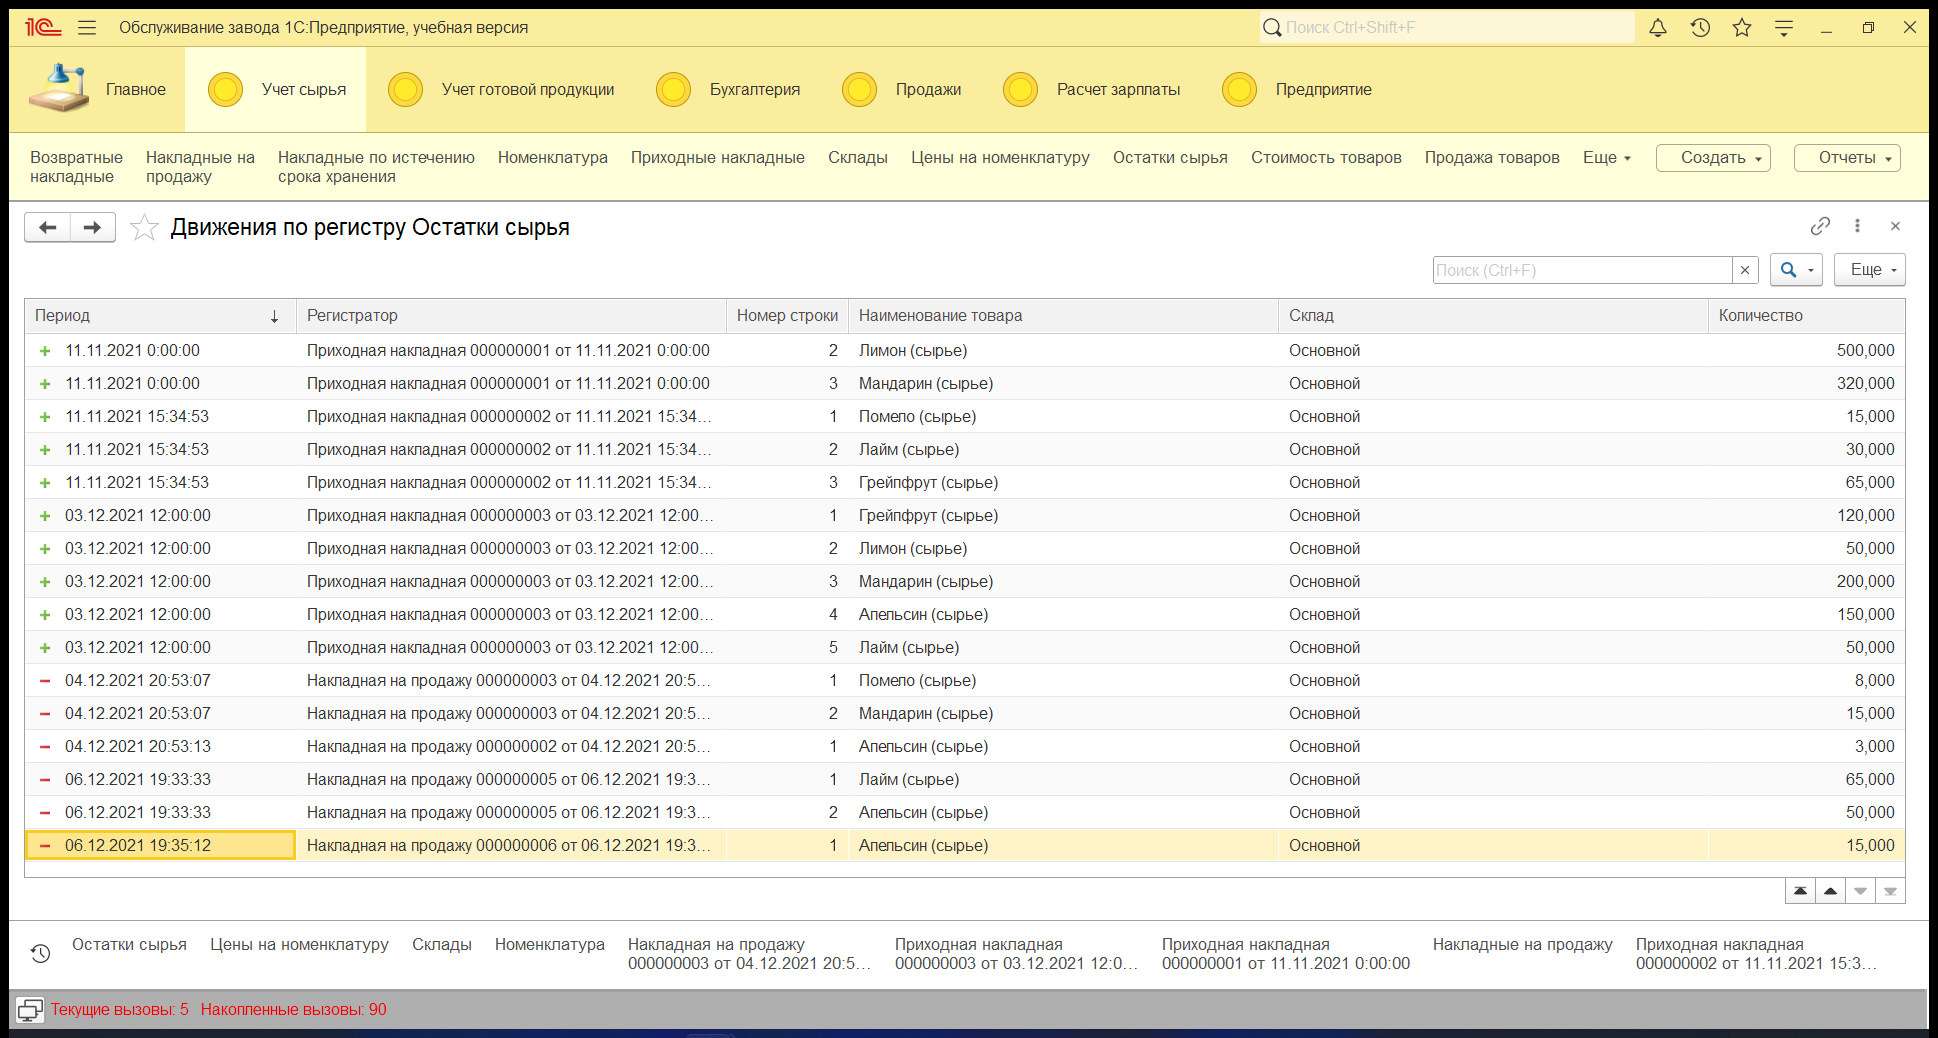 1С Обслуживание завода 1С:Предприятие, учебная версия Поиск Ctrl+Shift+F
Главное Учет сырья Учет готовой продукции Бухгалтерия Продажи Расчет зарплаты Предприятие
Возвратные накладные Накладные на продажу Накладные по истечению срока хранения Номенклатура Приходные накладные Склады Цены на номенклатуру Остатки сырья Стоимость товаров Продажа товаров Еще Создать Отчеты
Движения по регистру Остатки сырья
Поиск (Ctrl+F) × Еще
Период Регистратор Номер строки Наименование товара Склад Количество
+ 11.11.2021 0:00:00 Приходная накладная 000000001 от 11.11.2021 0:00:00 2 Лимон (сырье) Основной 500,000
+ 11.11.2021 0:00:00 Приходная накладная 000000001 от 11.11.2021 0:00:00 3 Мандарин (сырье) Основной 320,000
+ 11.11.2021 15:34:53 Приходная накладная 000000002 от 11.11.2021 15:34... 1 Помело (сырье) Основной 15,000
+ 11.11.2021 15:34:53 Приходная накладная 000000002 от 11.11.2021 15:34... 2 Лайм (сырье) Основной 30,000
+ 11.11.2021 15:34:53 Приходная накладная 000000002 от 11.11.2021 15:34... 3 Грейпфрут (сырье) Основной 65,000
+ 03.12.2021 12:00:00 Приходная накладная 000000003 от 03.12.2021 12:00... 1 Грейпфрут (сырье) Основной 120,000
+ 03.12.2021 12:00:00 Приходная накладная 000000003 от 03.12.2021 12:00... 2 Лимон (сырье) Основной 50,000
+ 03.12.2021 12:00:00 Приходная накладная 000000003 от 03.12.2021 12:00... 3 Мандарин (сырье) Основной 200,000
+ 03.12.2021 12:00:00 Приходная накладная 000000003 от 03.12.2021 12:00... 4 Апельсин (сырье) Основной 150,000
+ 03.12.2021 12:00:00 Приходная накладная 000000003 от 03.12.2021 12:00... 5 Лайм (сырье) Основной 50,000
– 04.12.2021 20:53:07 Накладная на продажу 000000003 от 04.12.2021 20:5... 1 Помело (сырье) Основной 8,000
– 04.12.2021 20:53:07 Накладная на продажу 000000003 от 04.12.2021 20:5... 2 Мандарин (сырье) Основной 15,000
– 04.12.2021 20:53:13 Накладная на продажу 000000002 от 04.12.2021 20:5... 1 Апельсин (сырье) Основной 3,000
– 06.12.2021 19:33:33 Накладная на продажу 000000005 от 06.12.2021 19:3... 1 Лайм (сырье) Основной 65,000
– 06.12.2021 19:33:33 Накладная на продажу 000000005 от 06.12.2021 19:3... 2 Апельсин (сырье) Основной 50,000
– 06.12.2021 19:35:12 Накладная на продажу 000000006 от 06.12.2021 19:3... 1 Апельсин (сырье) Основной 15,000
Остатки сырья Цены на номенклатуру Склады Номенклатура Накладная на продажу 000000003 от 04.12.2021 20:5... Приходная накладная 000000003 от 03.12.2021 12:0... Приходная накладная 000000001 от 11.11.2021 0:00:00 Накладные на продажу Приходная накладная 000000002 от 11.11.2021 15:3...
Текущие вызовы: 5 Накопленные вызовы: 90